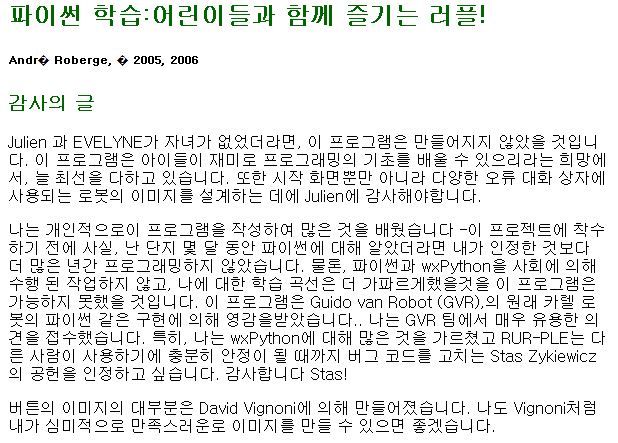 파이썬 학습:어린이들과 함께 즐기는 러플!
Andr� Roberge, � 2005, 2006
감사의 글
Julien 과 EVELYNE가 자녀가 없었더라면, 이 프로그램은 만들어지지 않았을 것입니
다. 이 프로그램은 아이들이 재미로 프로그래밍의 기초를 배울 수 있으리라는 희망에
서, 늘 최선을 다하고 있습니다. 또한 시작 화면뿐만 아니라 다양한 오류 대화 상자에
사용되는 로봇의 이미지를 설계하는 데에 Julien에 감사해야합니다.
나는 개인적으로이 프로그램을 작성하여 많은 것을 배웠습니다 -이 프로젝트에 착수
하기 전에 사실, 난 단지 몇 달 동안 파이썬에 대해 알았더라면 내가 인정한 것보다
더 많은 년간 프로그래밍하지 않았습니다. 물론, 파이썬과 wxPython을 사회에 의해
수행 된 작업하지 않고, 나에 대한 학습 곡선은 더 가파르게했을것을 이 프로그램은
가능하지 못했을 것입니다. 이 프로그램은 Guido van Robot (GVR),의 원래 카렐 로
봇의 파이썬 같은 구현에 의해 영감을받았습니다.. 나는 GVR 팀에서 매우 유용한 의
견을 접수했습니다. 특히, 나는 wxPython에 대해 많은 것을 가르쳤고 RUR-PLE는 다
른 사람이 사용하기에 충분히 안정이 될 때까지 버그 코드를 고치는 Stas Zykiewicz
의 공헌을 인정하고 싶습니다. 감사합니다 Stas!
버튼의 이미지의 대부분은 David Vignoni에 의해 만들어졌습니다. 나도 Vignoni처럼
내가 심미적으로 만족스러운로 이미지를 만들 수 있으면 좋겠습니다.